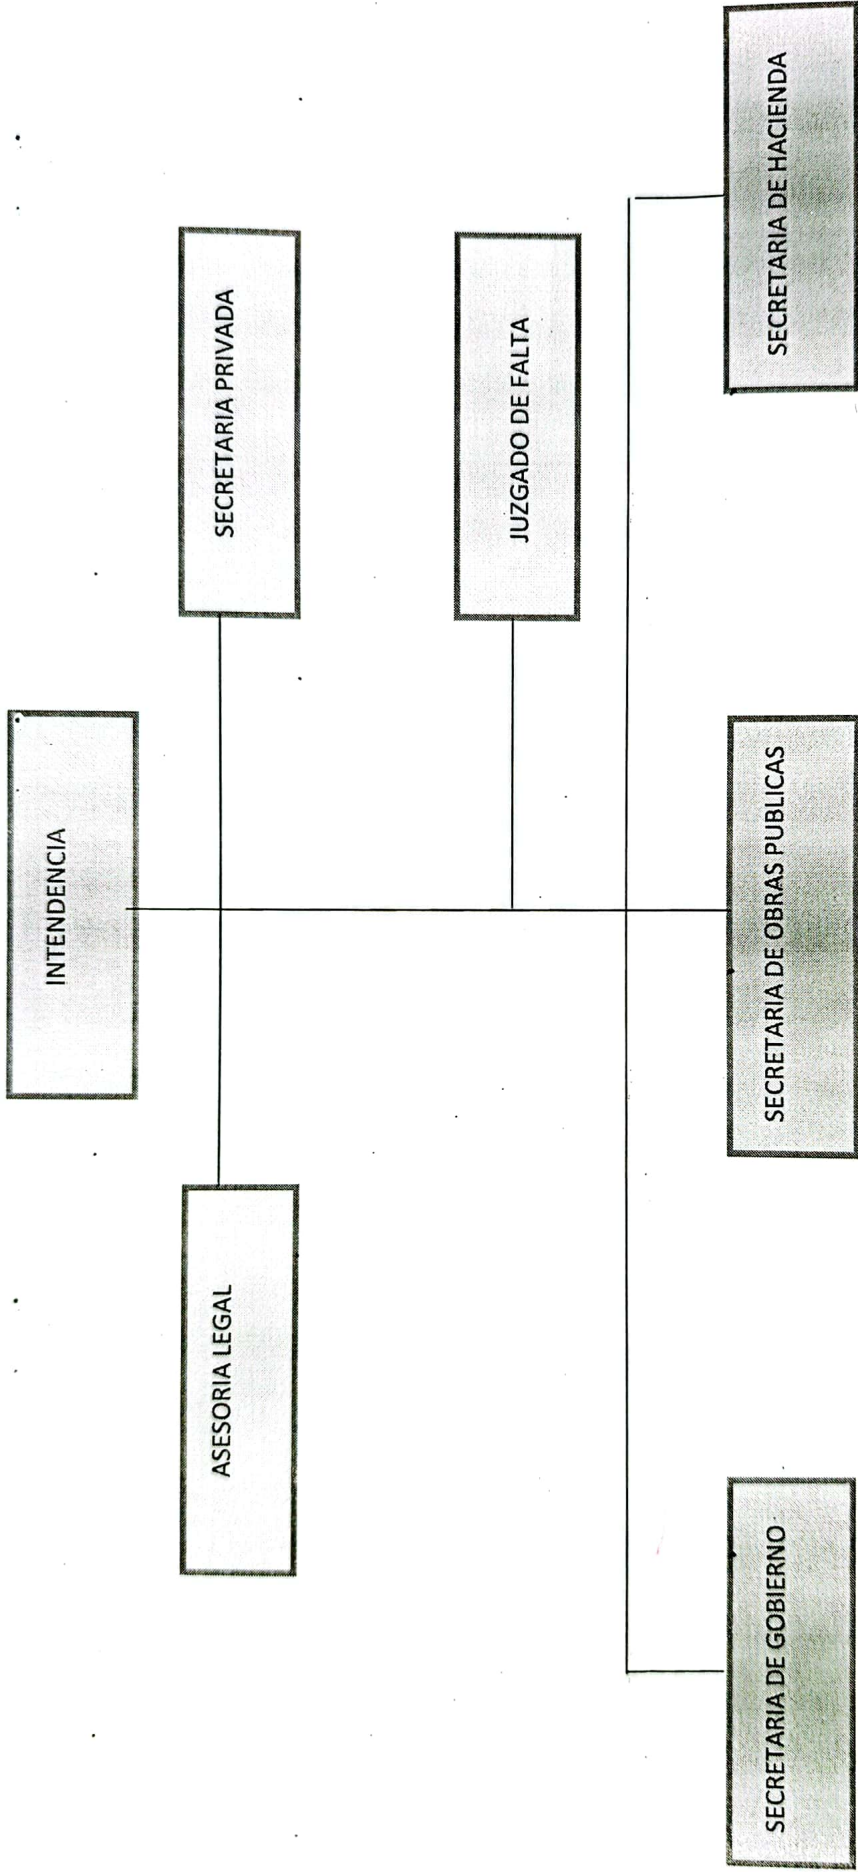 INTENDENCIA
ASESORIA LEGAL
SECRETARIA PRIVADA
JUZGADO DE FALTA
SECRETARIA DE GOBIERNO
SECRETARIA DE OBRAS PUBLICAS
SECRETARIA DE HACIENDA